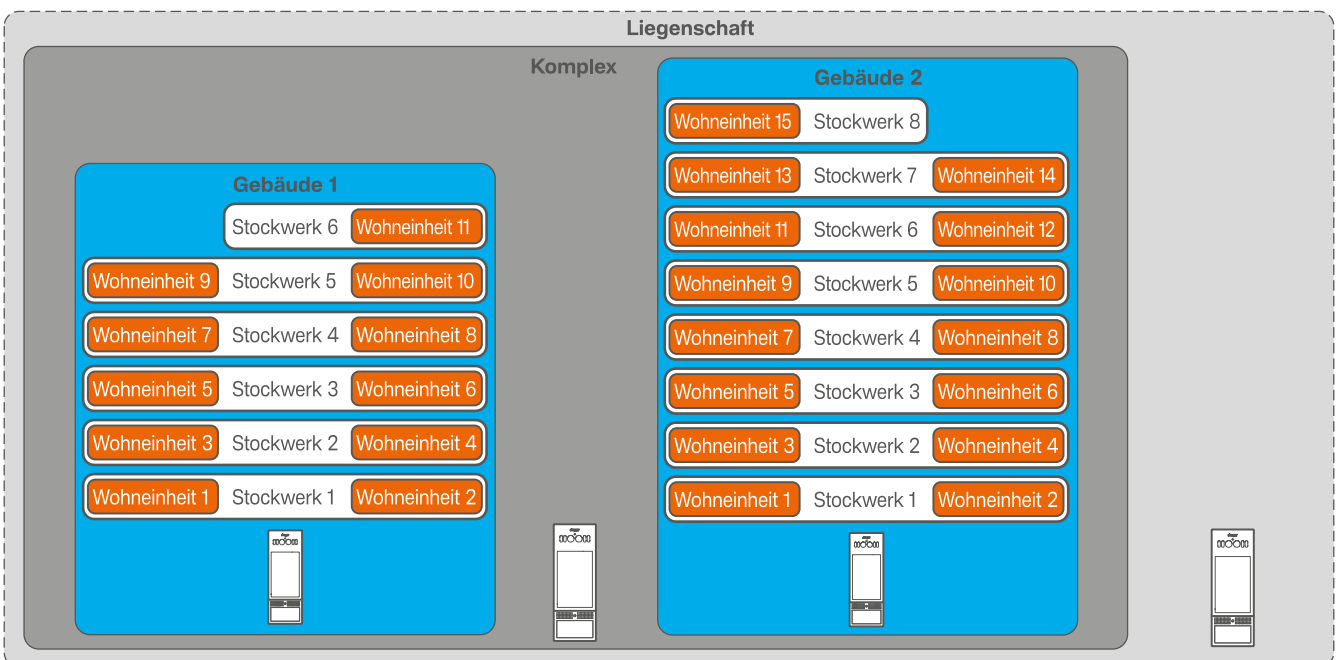 Liegenschaft
Komplex
Gebäude 1
Stockwerk 6 Wohneinheit 11
Wohneinheit 9 Stockwerk 5 Wohneinheit 10
Wohneinheit 7 Stockwerk 4 Wohneinheit 8
Wohneinheit 5 Stockwerk 3 Wohneinheit 6
Wohneinheit 3 Stockwerk 2 Wohneinheit 4
Wohneinheit 1 Stockwerk 1 Wohneinheit 2
Gebäude 2
Wohneinheit 15 Stockwerk 8
Wohneinheit 13 Stockwerk 7 Wohneinheit 14
Wohneinheit 11 Stockwerk 6 Wohneinheit 12
Wohneinheit 9 Stockwerk 5 Wohneinheit 10
Wohneinheit 7 Stockwerk 4 Wohneinheit 8
Wohneinheit 5 Stockwerk 3 Wohneinheit 6
Wohneinheit 3 Stockwerk 2 Wohneinheit 4
Wohneinheit 1 Stockwerk 1 Wohneinheit 2